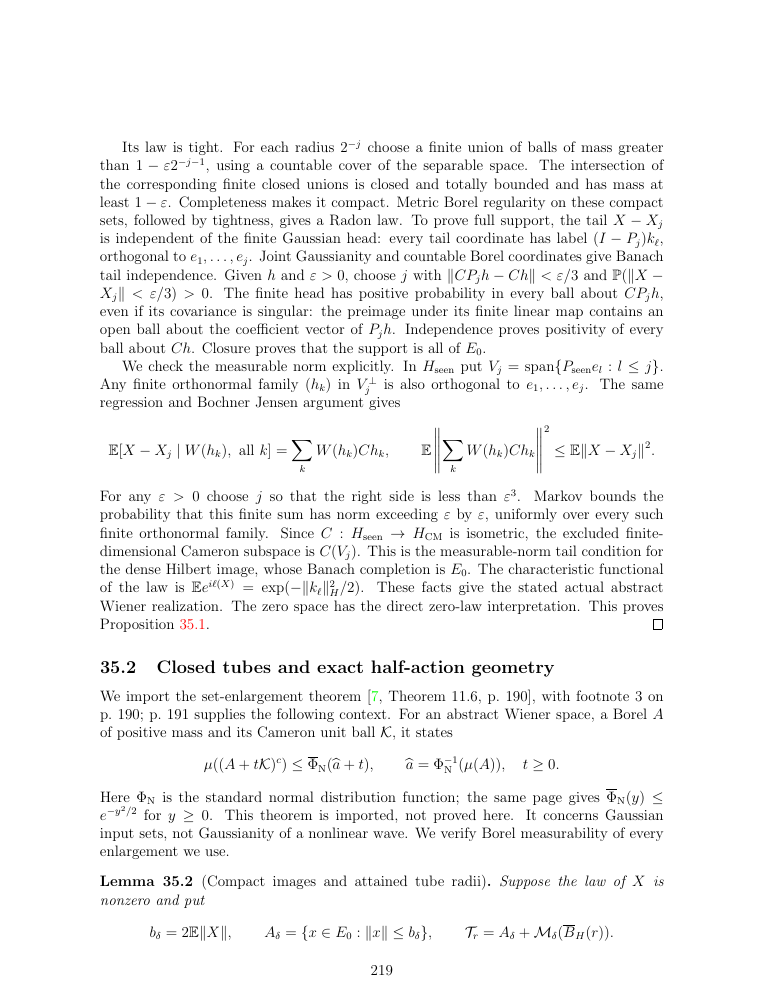 Its law is tight. For each radius 2^{−j} choose a finite union of balls of mass greater
than 1 − ε2^{−j−1}, using a countable cover of the separable space. The intersection of
the corresponding finite closed unions is closed and totally bounded and has mass at
least 1 − ε. Completeness makes it compact. Metric Borel regularity on these compact
sets, followed by tightness, gives a Radon law. To prove full support, the tail X − X_j
is independent of the finite Gaussian head: every tail coordinate has label (I − P_j)k_ℓ,
orthogonal to e_1, . . . , e_j. Joint Gaussianity and countable Borel coordinates give Banach
tail independence. Given h and ε > 0, choose j with ‖CP_jh − Ch‖ < ε/3 and ℙ(‖X −
X_j‖ < ε/3) > 0. The finite head has positive probability in every ball about CP_jh,
even if its covariance is singular: the preimage under its finite linear map contains an
open ball about the coefficient vector of P_jh. Independence proves positivity of every
ball about Ch. Closure proves that the support is all of E_0.
We check the measurable norm explicitly. In H_seen put V_j = span{P_seen e_l : l ≤ j}.
Any finite orthonormal family (h_k) in V_j^⊥ is also orthogonal to e_1, . . . , e_j. The same
regression and Bochner Jensen argument gives
𝔼[X − X_j | W(h_k), all k] = ∑_k W(h_k)Ch_k, 𝔼‖∑_k W(h_k)Ch_k‖^2 ≤ 𝔼‖X − X_j‖^2.
For any ε > 0 choose j so that the right side is less than ε^3. Markov bounds the
probability that this finite sum has norm exceeding ε by ε, uniformly over every such
finite orthonormal family. Since C : H_seen → H_CM is isometric, the excluded finite-
dimensional Cameron subspace is C(V_j). This is the measurable-norm tail condition for
the dense Hilbert image, whose Banach completion is E_0. The characteristic functional
of the law is 𝔼e^{iℓ(X)} = exp(−‖k_ℓ‖_H^2/2). These facts give the stated actual abstract
Wiener realization. The zero space has the direct zero-law interpretation. This proves
Proposition 35.1. □
35.2 Closed tubes and exact half-action geometry
We import the set-enlargement theorem [7, Theorem 11.6, p. 190], with footnote 3 on
p. 190; p. 191 supplies the following context. For an abstract Wiener space, a Borel A
of positive mass and its Cameron unit ball 𝒦, it states
μ((A + t𝒦)^c) ≤ Φ̅_N(â + t), â = Φ_N^{−1}(μ(A)), t ≥ 0.
Here Φ_N is the standard normal distribution function; the same page gives Φ̅_N(y) ≤
e^{−y^2/2} for y ≥ 0. This theorem is imported, not proved here. It concerns Gaussian
input sets, not Gaussianity of a nonlinear wave. We verify Borel measurability of every
enlargement we use.
Lemma 35.2 (Compact images and attained tube radii). Suppose the law of X is
nonzero and put
b_δ = 2𝔼‖X‖, A_δ = {x ∈ E_0 : ‖x‖ ≤ b_δ}, 𝒯_r = A_δ + ℳ_δ(B̅_H(r)).
219